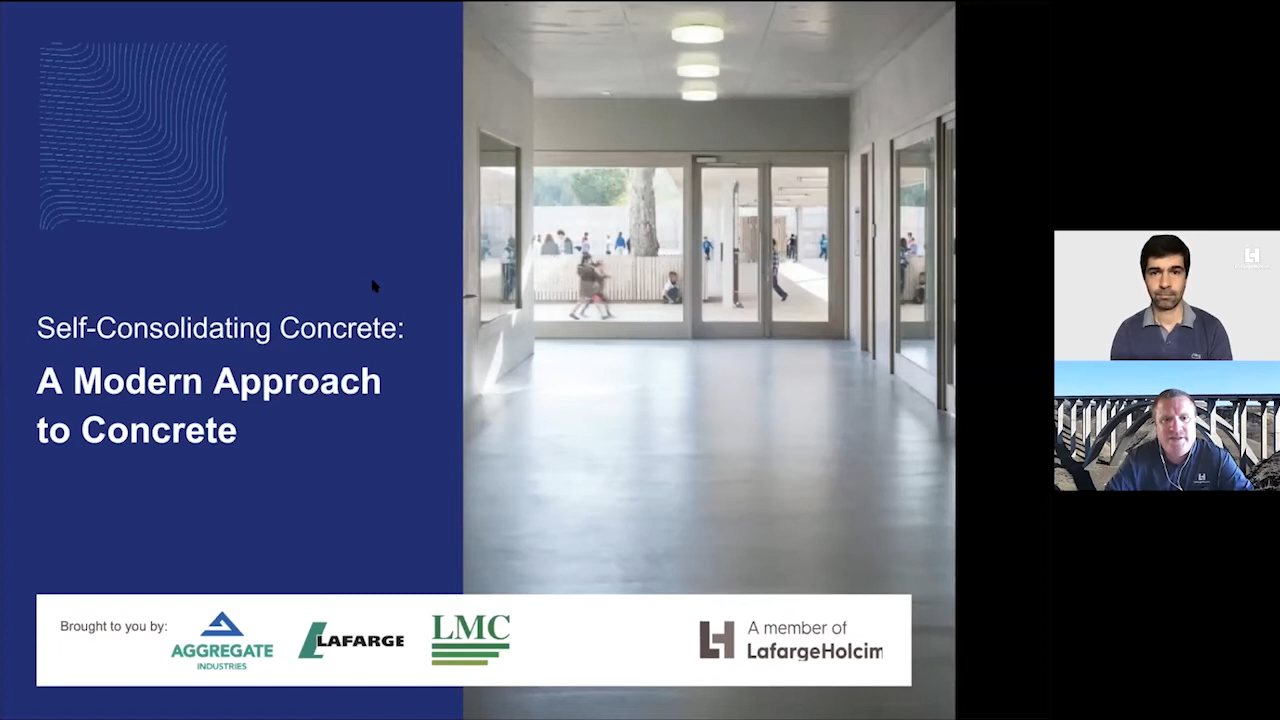 Self-Consolidating Concrete:
A Modern Approach
to Concrete
Brought to you by:
AGGREGATE
INDUSTRIES
LAFARGE
LMC
A member of
LafargeHolcim